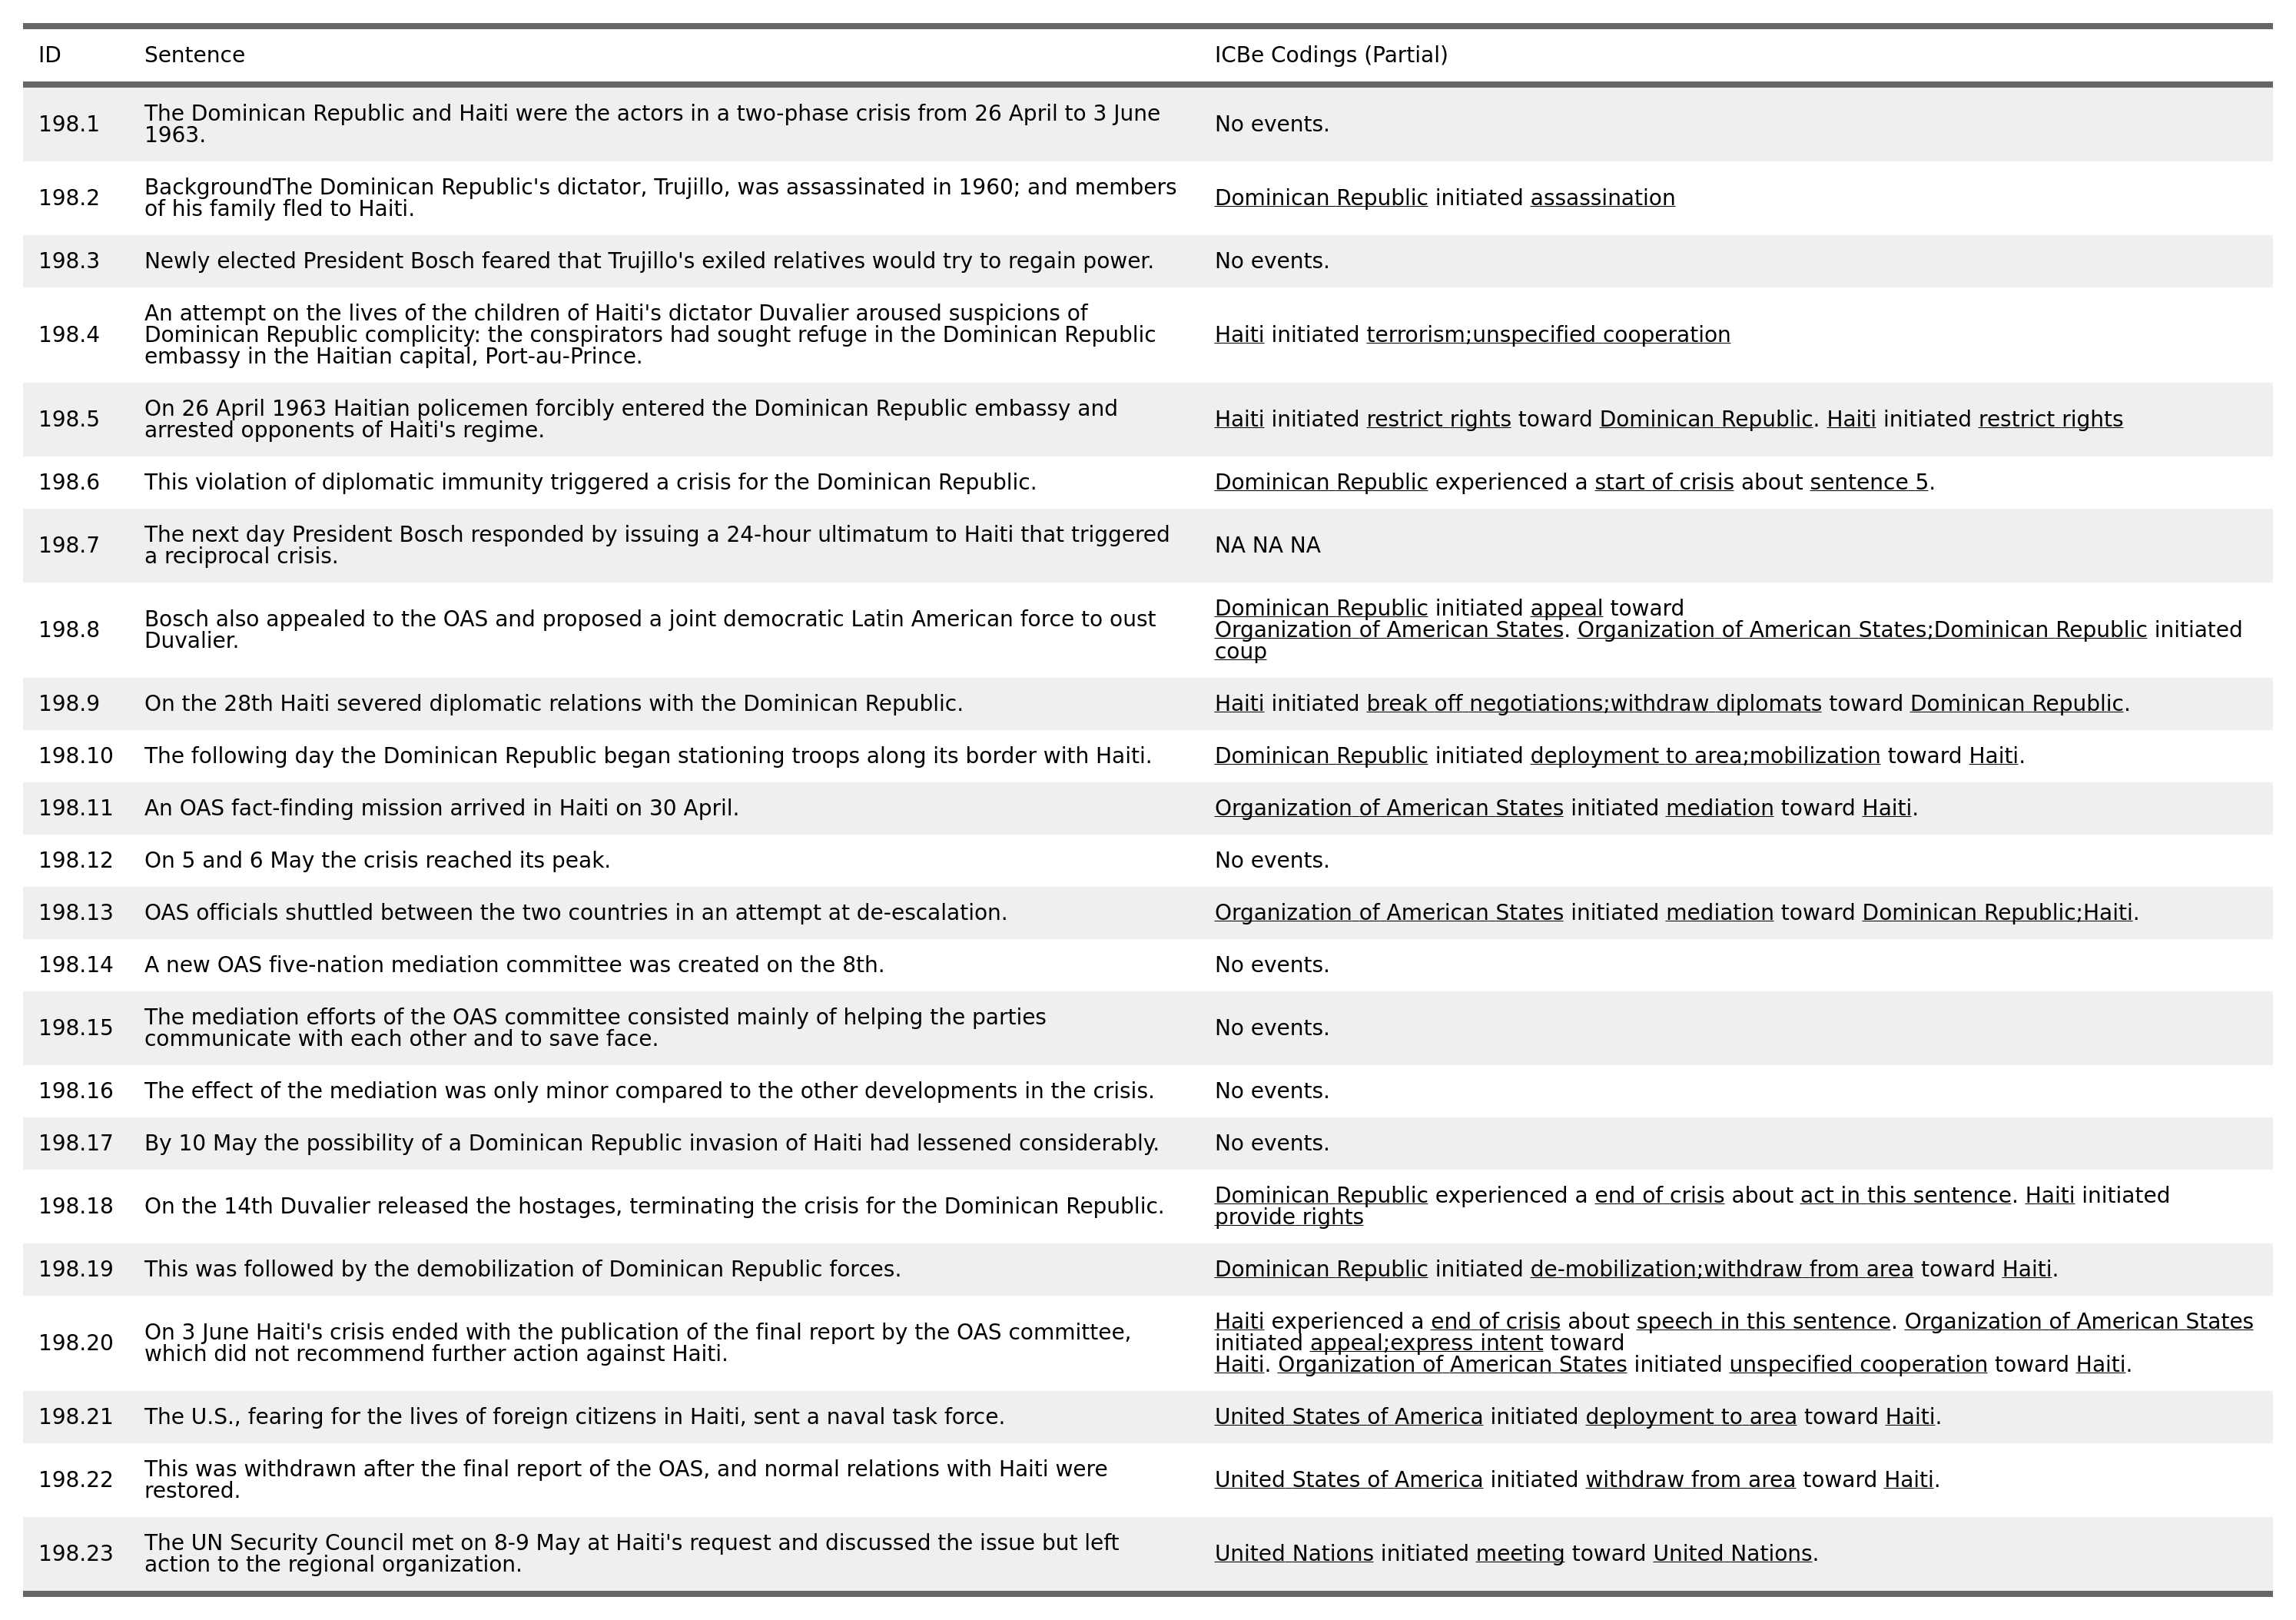 ID Sentence ICBe Codings (Partial)
198.1 The Dominican Republic and Haiti were the actors in a two-phase crisis from 26 April to 3 June
1963. No events.
198.2 BackgroundThe Dominican Republic's dictator, Trujillo, was assassinated in 1960; and members
of his family fled to Haiti. Dominican Republic initiated assassination
198.3 Newly elected President Bosch feared that Trujillo's exiled relatives would try to regain power. No events.
198.4 An attempt on the lives of the children of Haiti's dictator Duvalier aroused suspicions of
Dominican Republic complicity: the conspirators had sought refuge in the Dominican Republic
embassy in the Haitian capital, Port-au-Prince. Haiti initiated terrorism;unspecified cooperation
198.5 On 26 April 1963 Haitian policemen forcibly entered the Dominican Republic embassy and
arrested opponents of Haiti's regime. Haiti initiated restrict rights toward Dominican Republic. Haiti initiated restrict rights
198.6 This violation of diplomatic immunity triggered a crisis for the Dominican Republic. Dominican Republic experienced a start of crisis about sentence 5.
198.7 The next day President Bosch responded by issuing a 24-hour ultimatum to Haiti that triggered
a reciprocal crisis. NA NA NA
198.8 Bosch also appealed to the OAS and proposed a joint democratic Latin American force to oust
Duvalier.
Dominican Republic initiated appeal toward
Organization of American States. Organization of American States;Dominican Republic initiated
coup
198.9 On the 28th Haiti severed diplomatic relations with the Dominican Republic. Haiti initiated break off negotiations;withdraw diplomats toward Dominican Republic.
198.10 The following day the Dominican Republic began stationing troops along its border with Haiti. Dominican Republic initiated deployment to area;mobilization toward Haiti.
198.11 An OAS fact-finding mission arrived in Haiti on 30 April. Organization of American States initiated mediation toward Haiti.
198.12 On 5 and 6 May the crisis reached its peak. No events.
198.13 OAS officials shuttled between the two countries in an attempt at de-escalation. Organization of American States initiated mediation toward Dominican Republic;Haiti.
198.14 A new OAS five-nation mediation committee was created on the 8th. No events.
198.15 The mediation efforts of the OAS committee consisted mainly of helping the parties
communicate with each other and to save face. No events.
198.16 The effect of the mediation was only minor compared to the other developments in the crisis. No events.
198.17 By 10 May the possibility of a Dominican Republic invasion of Haiti had lessened considerably. No events.
198.18 On the 14th Duvalier released the hostages, terminating the crisis for the Dominican Republic. Dominican Republic experienced a end of crisis about act in this sentence. Haiti initiated
provide rights
198.19 This was followed by the demobilization of Dominican Republic forces. Dominican Republic initiated de-mobilization;withdraw from area toward Haiti.
198.20 On 3 June Haiti's crisis ended with the publication of the final report by the OAS committee,
which did not recommend further action against Haiti.
Haiti experienced a end of crisis about speech in this sentence. Organization of American States
initiated appeal;express intent toward
Haiti. Organization of American States initiated unspecified cooperation toward Haiti.
198.21 The U.S., fearing for the lives of foreign citizens in Haiti, sent a naval task force. United States of America initiated deployment to area toward Haiti.
198.22 This was withdrawn after the final report of the OAS, and normal relations with Haiti were
restored. United States of America initiated withdraw from area toward Haiti.
198.23 The UN Security Council met on 8-9 May at Haiti's request and discussed the issue but left
action to the regional organization. United Nations initiated meeting toward United Nations.